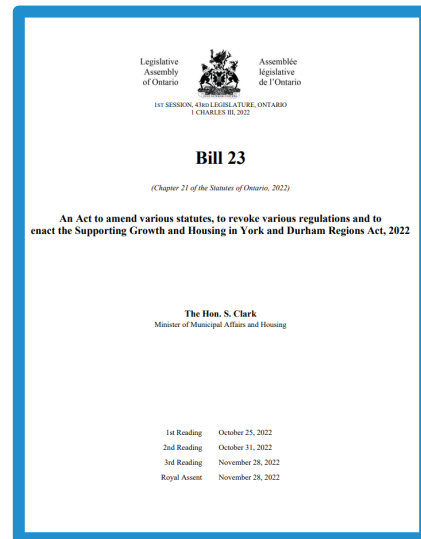 Legislative
Assembly
of Ontario
Assemblée
législative
de l'Ontario
1ST SESSION, 43RD LEGISLATURE, ONTARIO
1 CHARLES III, 2022
Bill 23
(Chapter 21 of the Statutes of Ontario, 2022)
An Act to amend various statutes, to revoke various regulations and to
enact the Supporting Growth and Housing in York and Durham Regions Act, 2022
The Hon. S. Clark
Minister of Municipal Affairs and Housing
1st Reading October 25, 2022
2nd Reading October 31, 2022
3rd Reading November 28, 2022
Royal Assent November 28, 2022